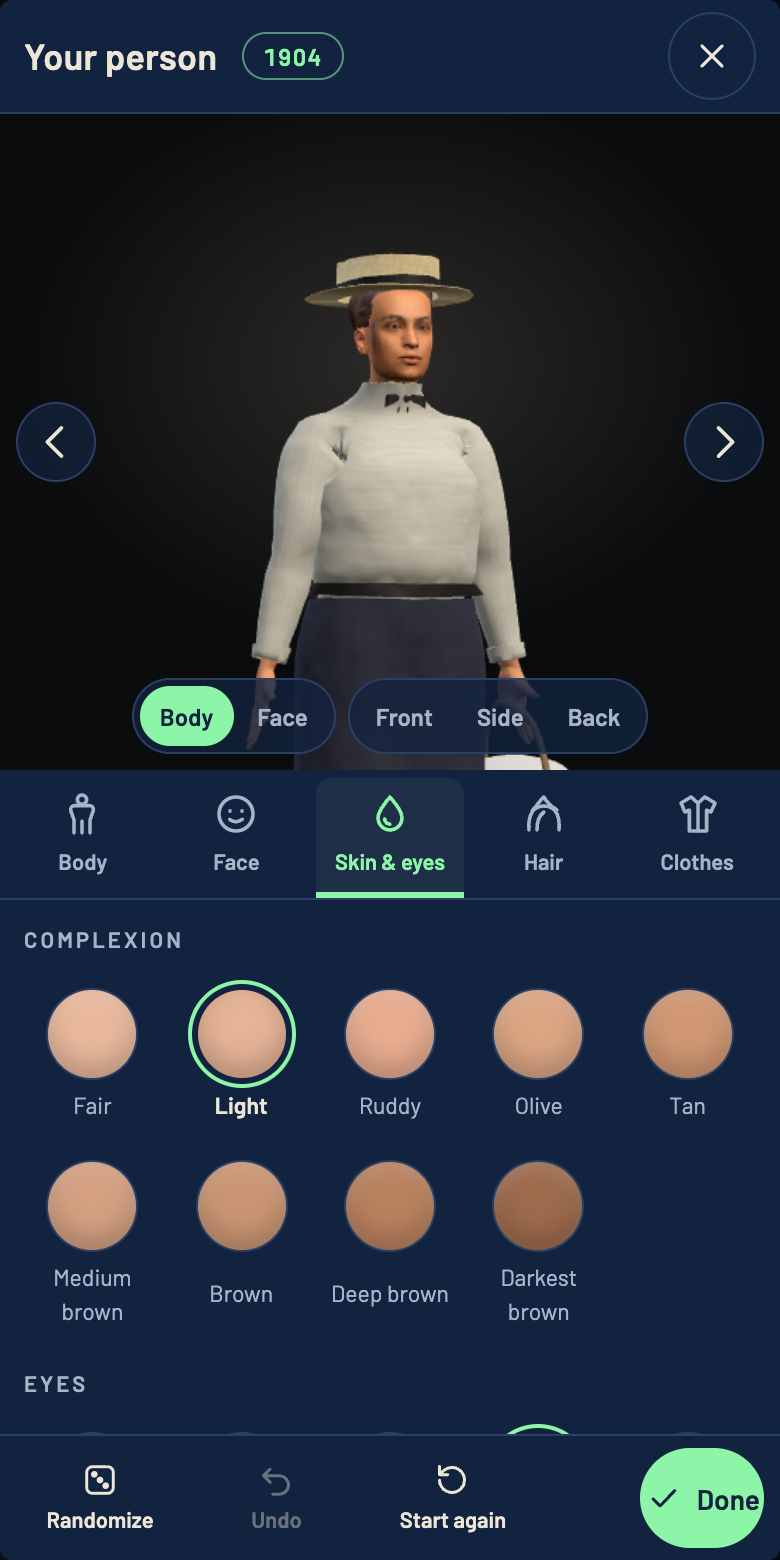 Your person 1904
Body Face Front Side Back
Body Face Skin & eyes Hair Clothes
COMPLEXION
Fair Light Ruddy Olive Tan
Medium brown Brown Deep brown Darkest brown
EYES
Randomize Undo Start again Done